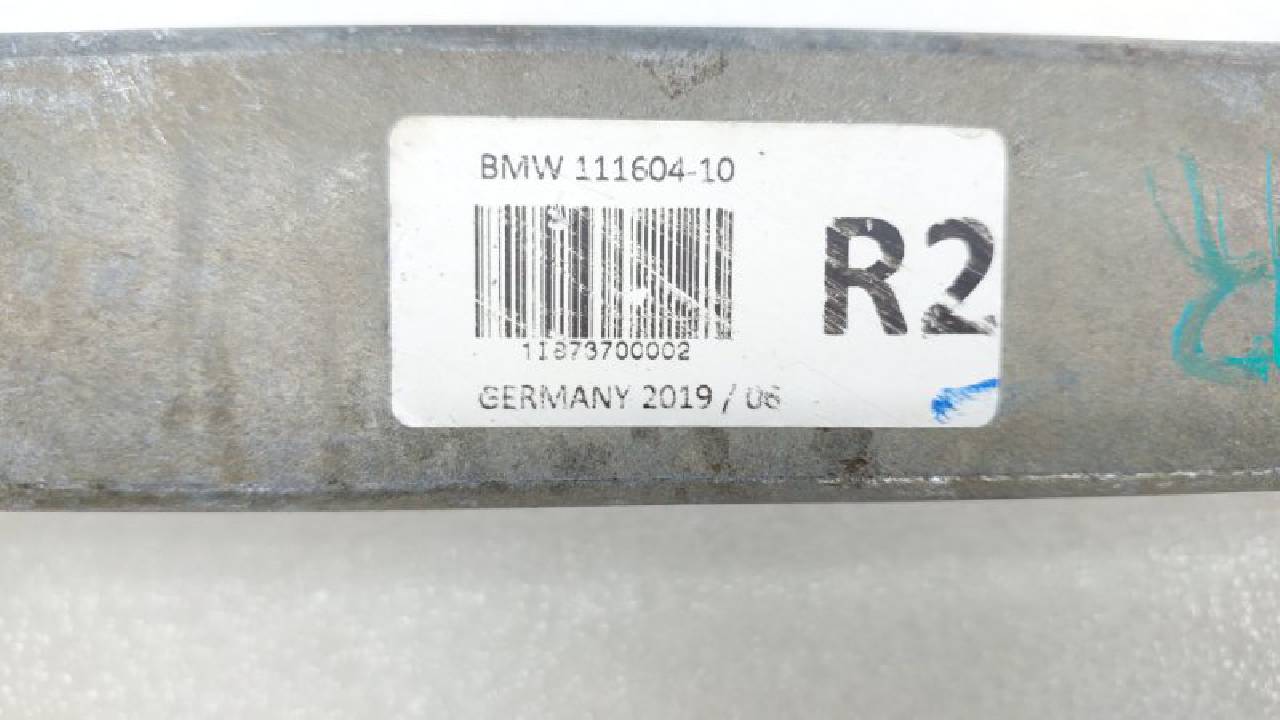 BMW 111604-10
R2
11873700002
GERMANY 2019 / 06